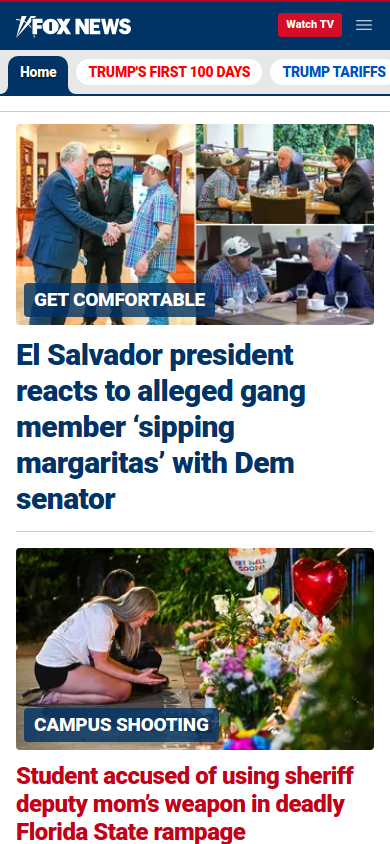 FOX NEWS
Watch TV
Home
TRUMP'S FIRST 100 DAYS
TRUMP TARIFFS
GET COMFORTABLE
El Salvador president
reacts to alleged gang
member ‘sipping
margaritas’ with Dem
senator
GET WELL
SOON!
CAMPUS SHOOTING
Student accused of using sheriff
deputy mom’s weapon in deadly
Florida State rampage